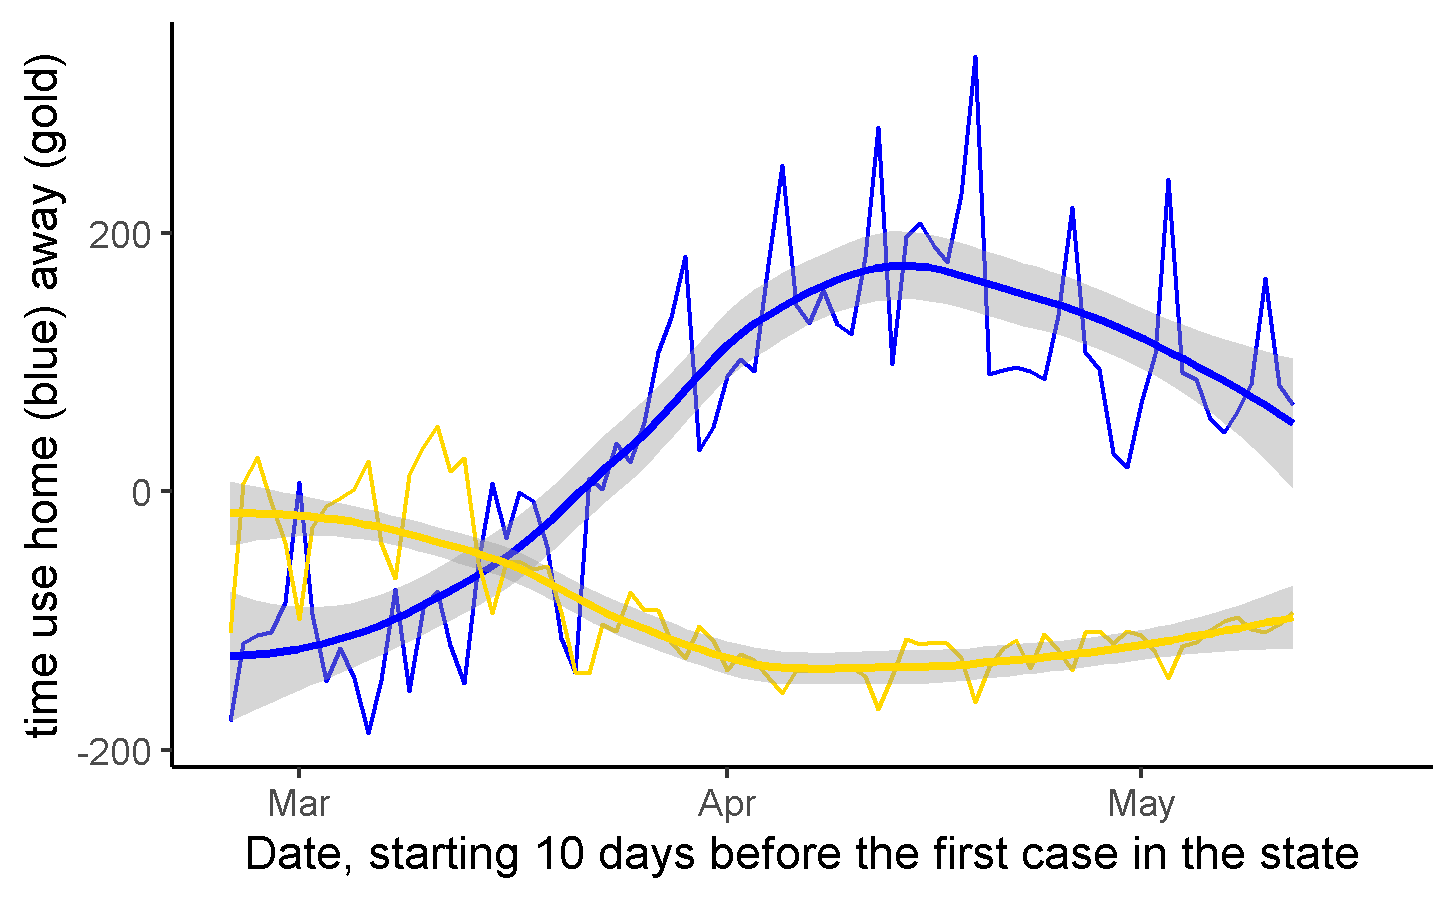 time use home (blue) away (gold)
200
0
-200
Mar
Apr
May
Date, starting 10 days before the first case in the state